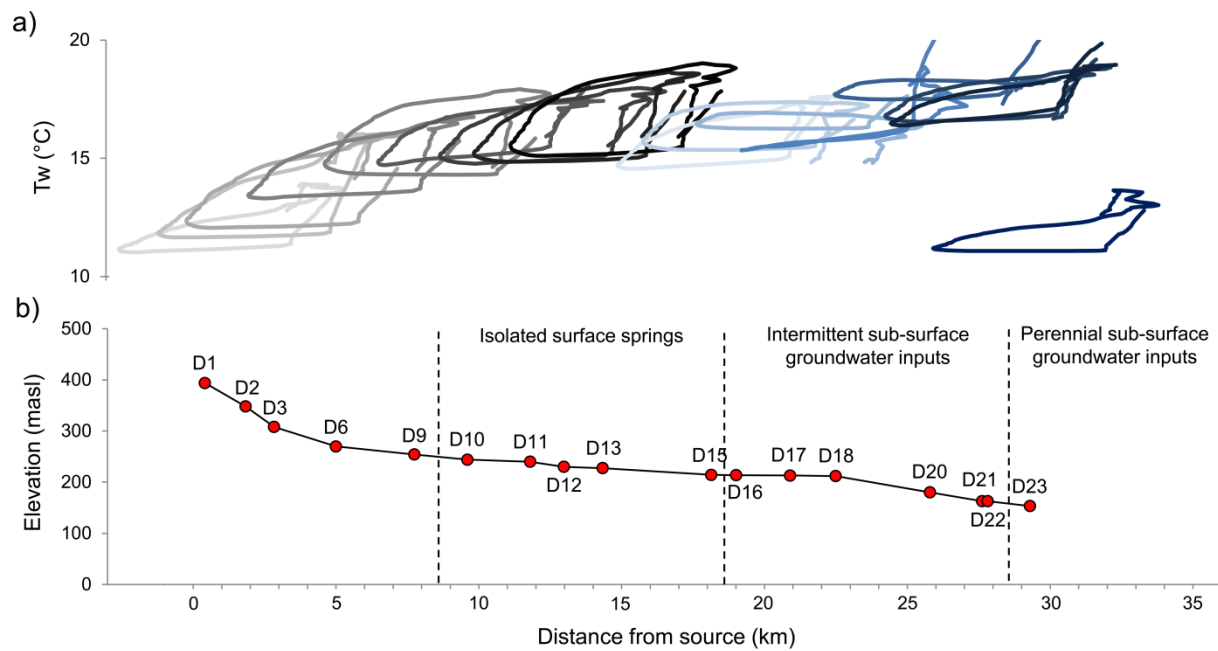 a)
20
15
10
Tw (°C)
b)
500
400
300
200
100
0
Elevation (masl)
Isolated surface springs
Intermittent sub-surface
groundwater inputs
Perennial sub-surface
groundwater inputs
D1
D2
D3
D6
D9
D10
D11
D12
D13
D15
D16
D17
D18
D20
D21
D22
D23
0 5 10 15 20 25 30 35
Distance from source (km)